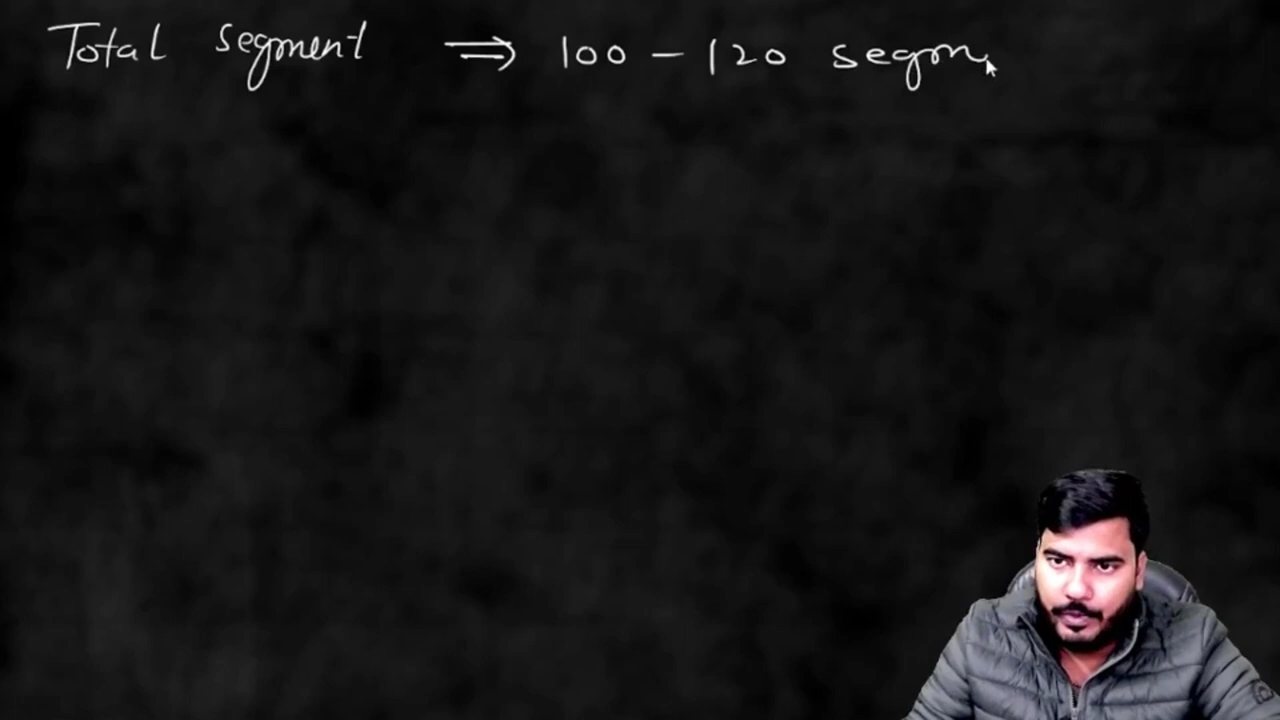 Total segment ⇒ 100 - 120 segm